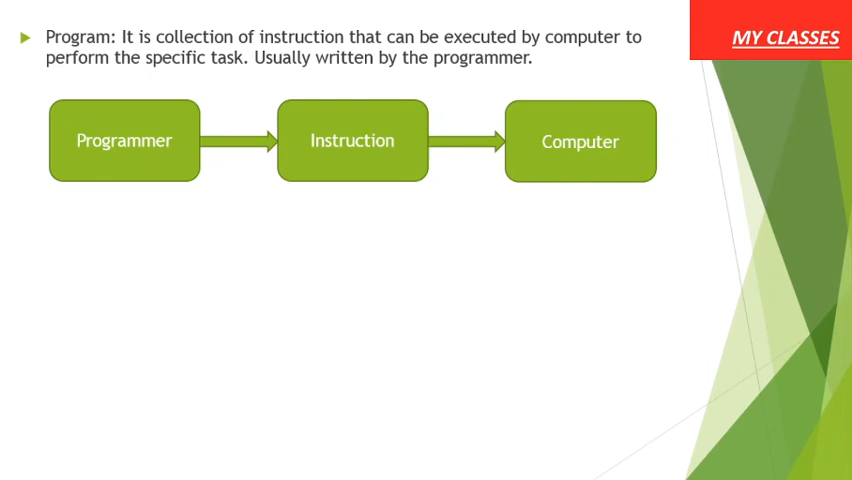 MY CLASSES
Program: It is collection of instruction that can be executed by computer to
perform the specific task. Usually written by the programmer.
Programmer
Instruction
Computer